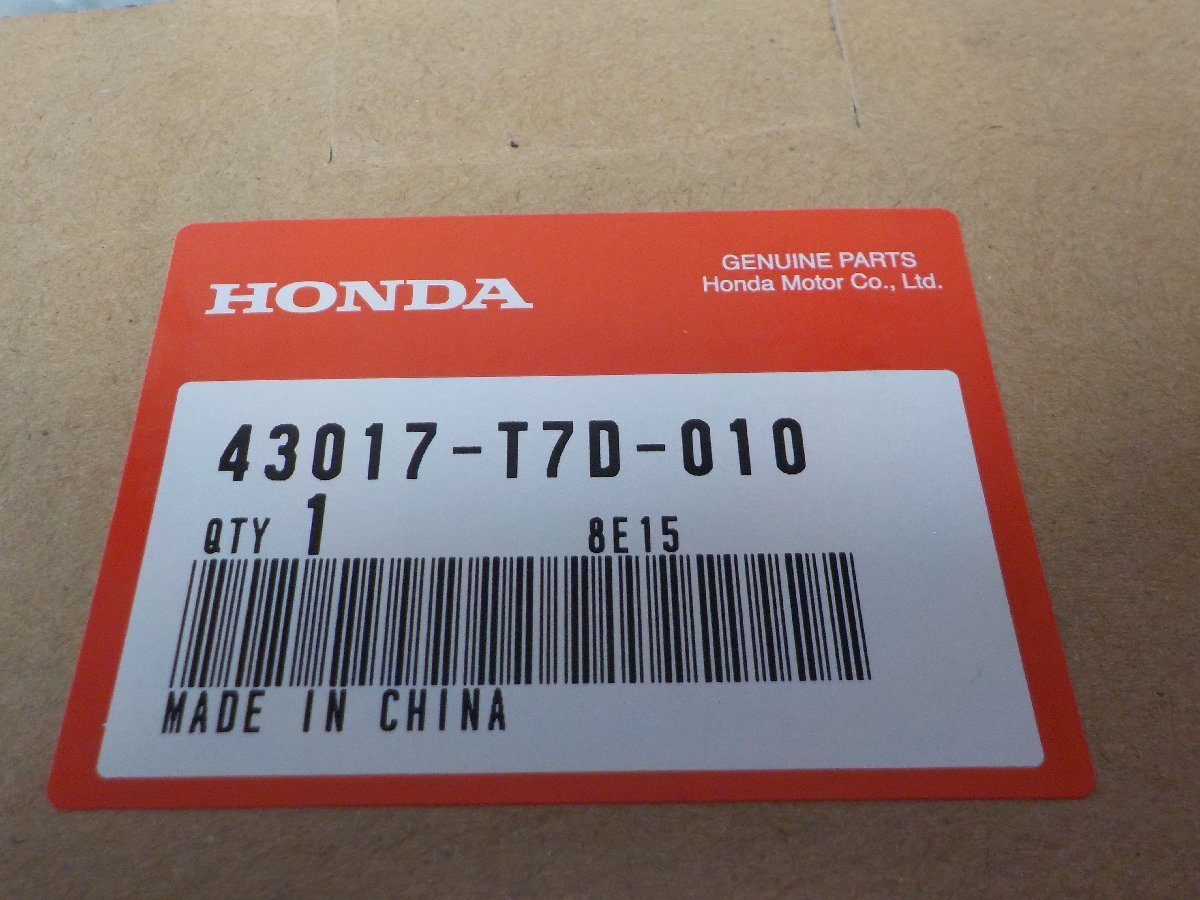 HONDA
GENUINE PARTS
Honda Motor Co., Ltd.
43017-T7D-010
QTY 1 8E15
MADE IN CHINA